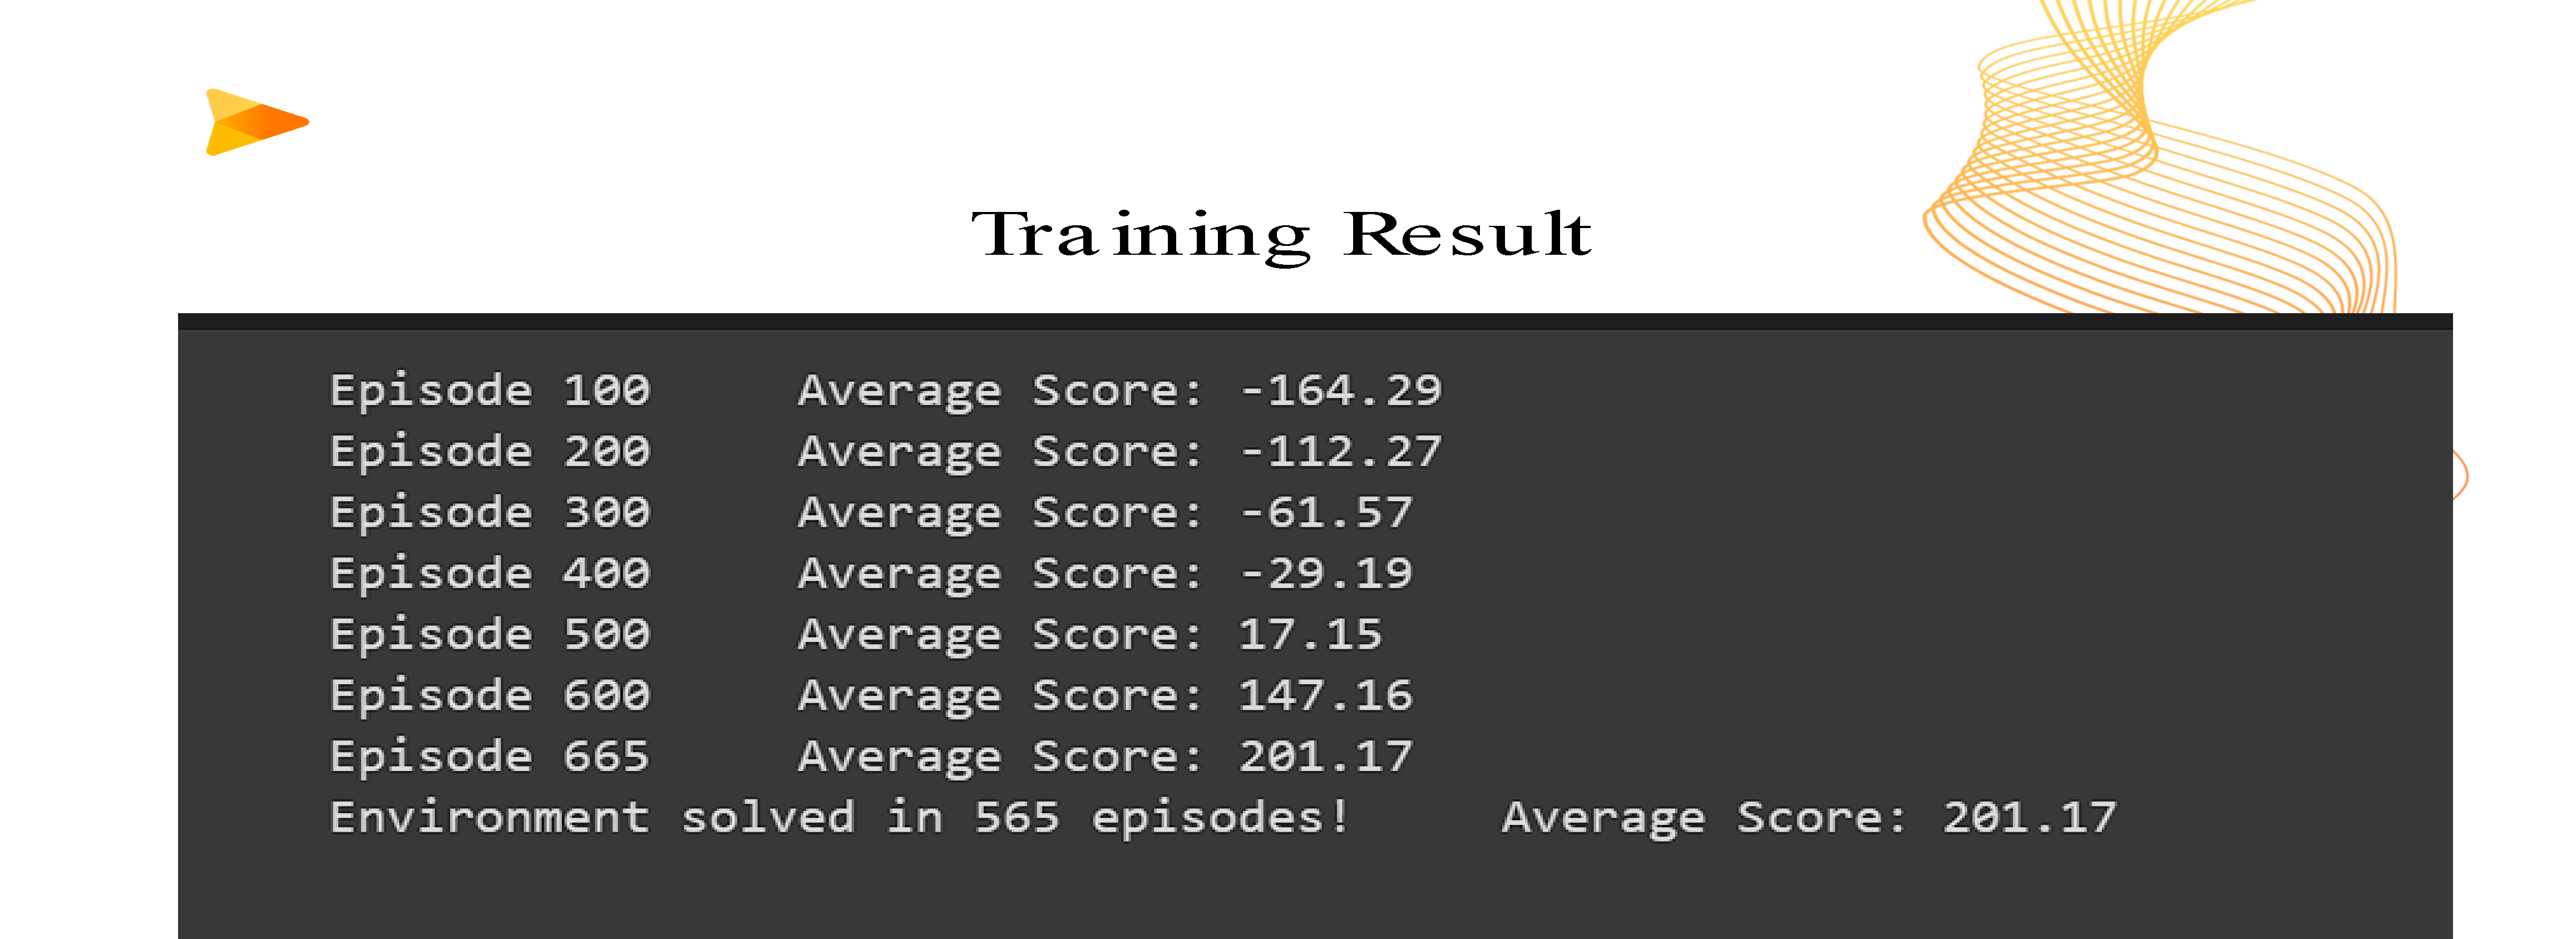 Training Result
Episode 100 Average Score: -164.29
Episode 200 Average Score: -112.27
Episode 300 Average Score: -61.57
Episode 400 Average Score: -29.19
Episode 500 Average Score: 17.15
Episode 600 Average Score: 147.16
Episode 665 Average Score: 201.17
Environment solved in 565 episodes! Average Score: 201.17